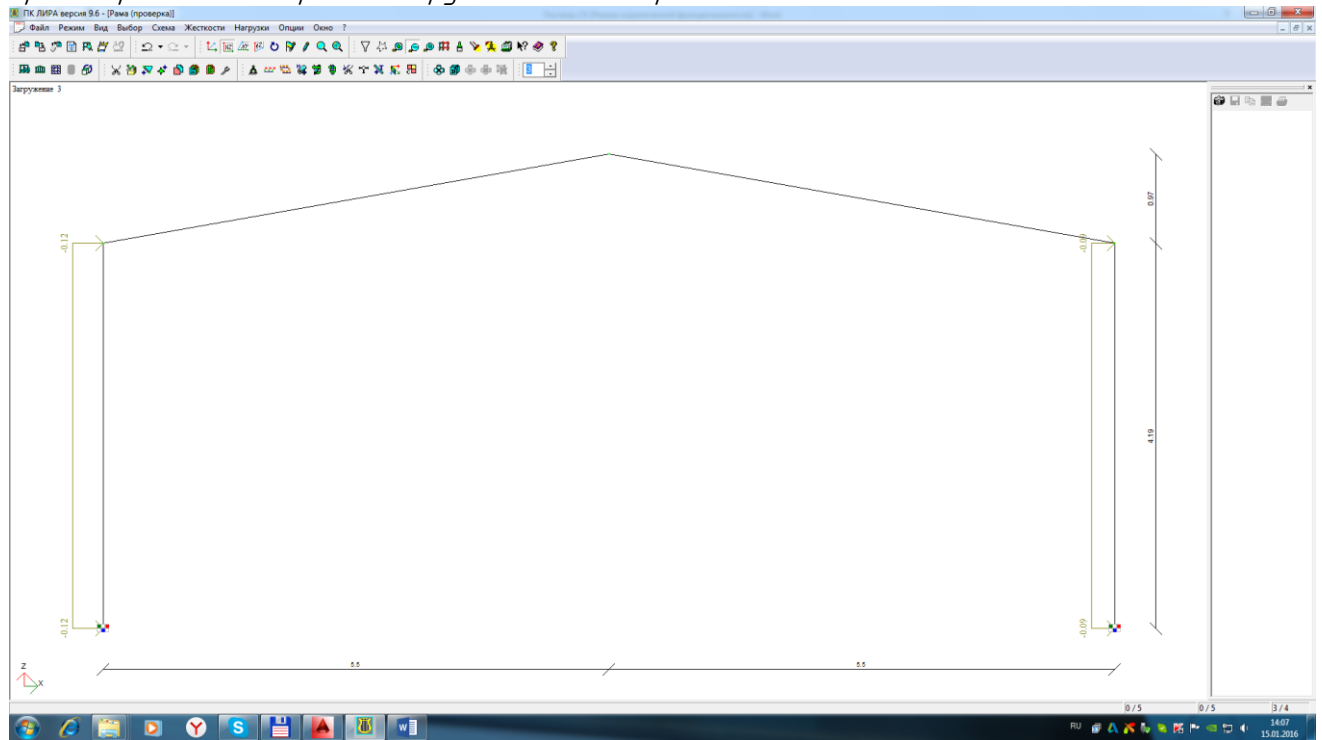 ПК ЛИРА версия 9.6 - [Рама (проверка)]
Файл Режим Вид Выбор Схема Жесткости Нагрузки Опции Окно ?
3
Загружение 3
0.97
-0.12
-0.09
4.19
-0.12
-0.09
Z
X
5.5
5.5
0 / 5
0 / 5
3 / 4
RU
14:07
15.01.2016